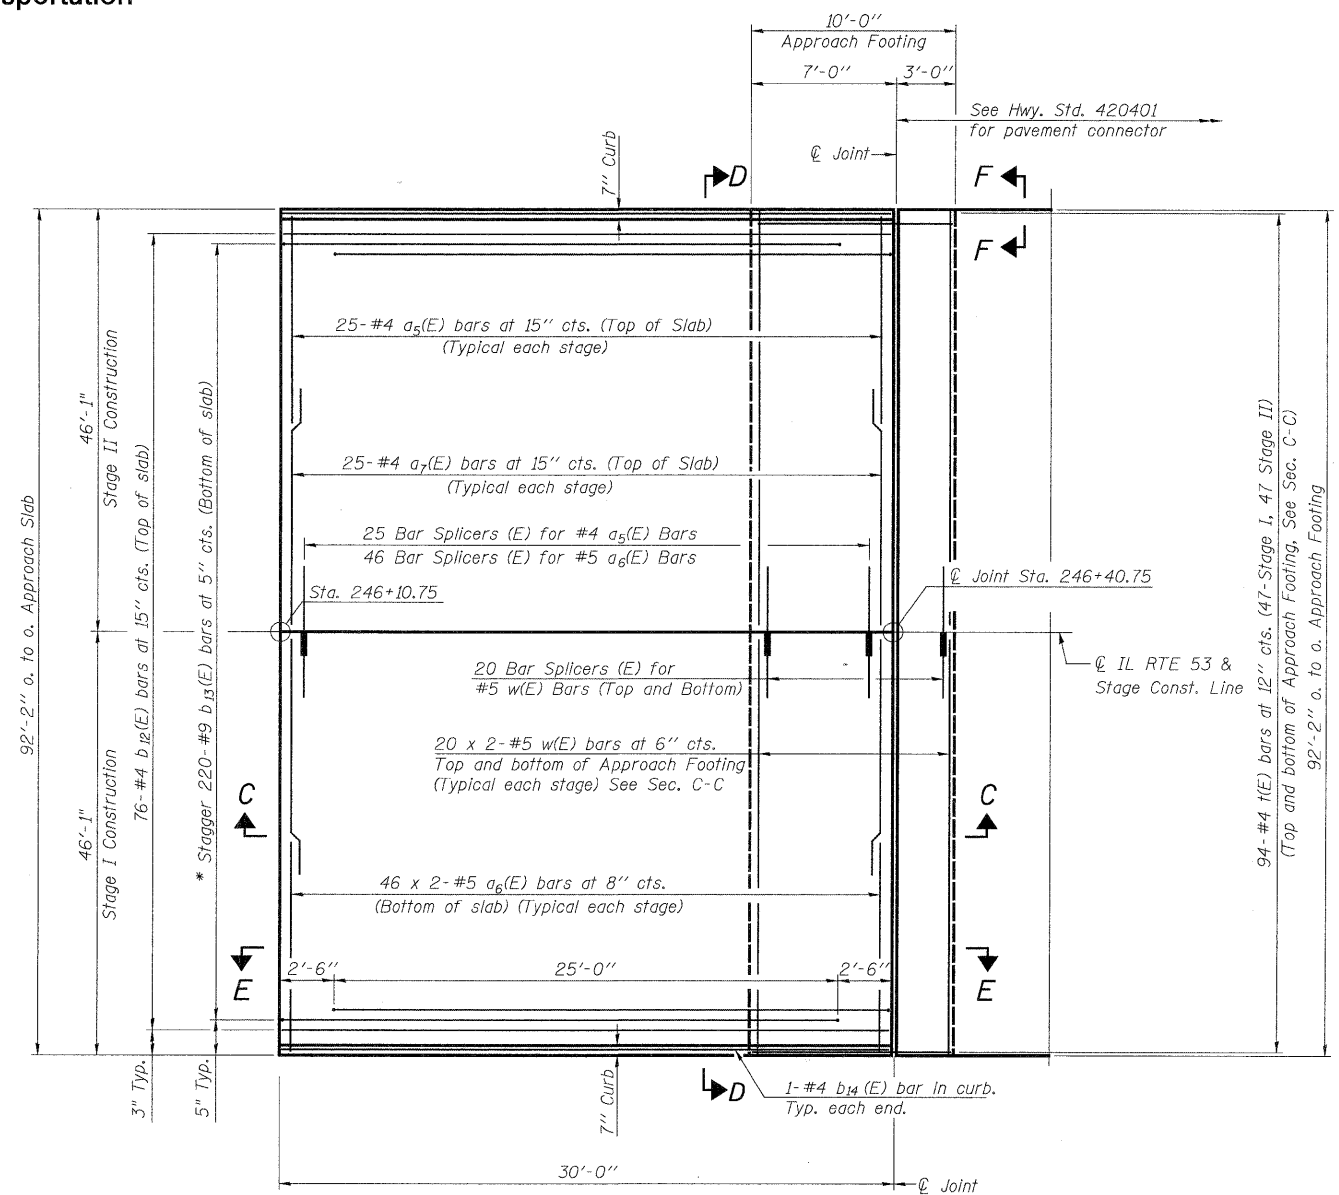 sportation
10'-0"
Approach Footing
7'-0"
3'-0"
See Hwy. Std. 420401
for pavement connector
℄ Joint
7" Curb
D
F
F
25-#4 a5(E) bars at 15" cts. (Top of Slab)
(Typical each stage)
25-#4 a7(E) bars at 15" cts. (Top of Slab)
(Typical each stage)
25 Bar Splicers (E) for #4 a5(E) Bars
46 Bar Splicers (E) for #5 a6(E) Bars
Sta. 246+10.75
℄ Joint Sta. 246+40.75
℄ IL RTE 53 &
Stage Const. Line
20 Bar Splicers (E) for
#5 w(E) Bars (Top and Bottom)
20 x 2-#5 w(E) bars at 6" cts.
Top and bottom of Approach Footing
(Typical each stage) See Sec. C-C
C
C
46 x 2-#5 a6(E) bars at 8" cts.
(Bottom of slab) (Typical each stage)
E
E
2'-6"
25'-0"
2'-6"
92'-2" o. to o. Approach Slab
46'-1"
Stage II Construction
46'-1"
Stage I Construction
76-#4 b12(E) bars at 15" cts. (Top of slab)
* Stagger 220-#9 b13(E) bars at 5" cts. (Bottom of slab)
94-#4 t(E) bars at 12" cts. (47-Stage I, 47 Stage II)
(Top and bottom of Approach Footing, See Sec. C-C)
92'-2" o. to o. Approach Footing
3" Typ.
5" Typ.
7" Curb
D
1-#4 b14(E) bar in curb.
Typ. each end.
30'-0"
℄ Joint